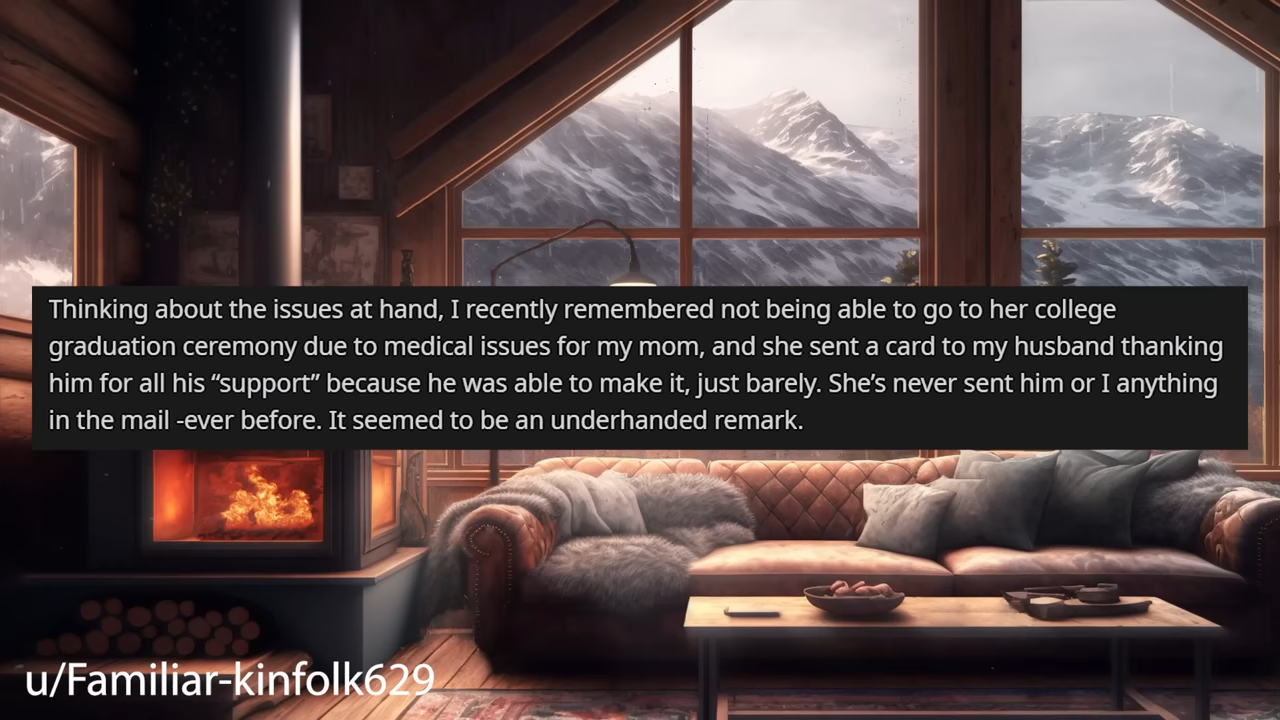 Thinking about the issues at hand, I recently remembered not being able to go to her college
graduation ceremony due to medical issues for my mom, and she sent a card to my husband thanking
him for all his “support” because he was able to make it, just barely. She’s never sent him or I anything
in the mail -ever before. It seemed to be an underhanded remark.
u/Familiar-kinfolk629